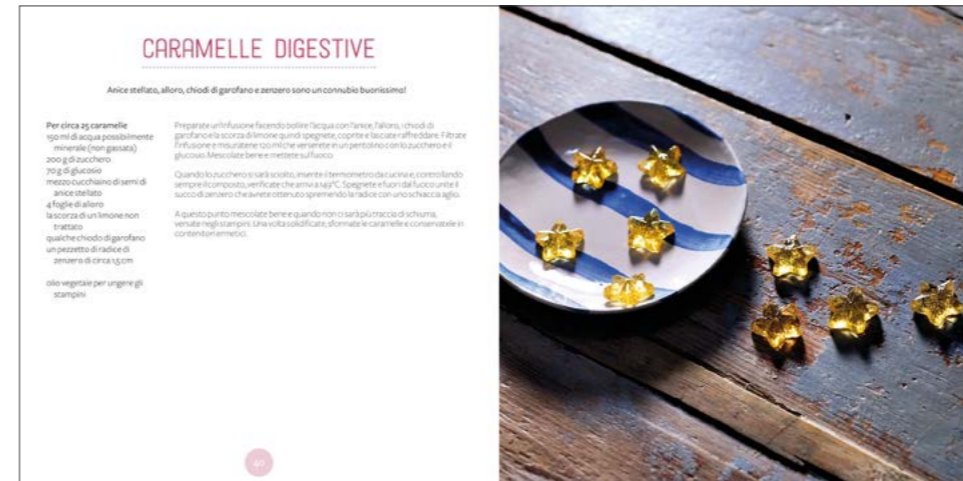 CARAMELLE DIGESTIVE
Anice stellato, alloro, chiodi di garofano e zenzero sono un connubio buonissimo!
Per circa 25 caramelle
150 ml di acqua possibilmente
minerale (non gassata)
200 g di zucchero
70 g di glucosio
mezzo cucchiaino di semi di
anice stellato
4 foglie di alloro
la scorza di un limone non
trattato
qualche chiodo di garofano
un pezzetto di radice di
zenzero di circa 1,5 cm
olio vegetale per ungere gli
stampini
Preparate un'infusione facendo bollire l'acqua con l'anice, l'alloro, i chiodi di
garofano e la scorza di limone quindi spegnete, coprite e lasciate raffreddare. Filtrate
l'infusione e misuratene 120 ml che verserete in un pentolino con lo zucchero e il
glucosio. Mescolate bene e mettete sul fuoco.
Quando lo zucchero si sarà sciolto, inserite il termometro da cucina e, controllando
sempre il composto, verificate che arrivi a 149°C. Spegnete e fuori dal fuoco unite il
succo di zenzero che avrete ottenuto spremendo la radice con uno schiaccia aglio.
A questo punto mescolate bene e quando non ci sarà più traccia di schiuma,
versate negli stampini. Una volta solidificate, sformate le caramelle e conservatele in
contenitori ermetici.
40